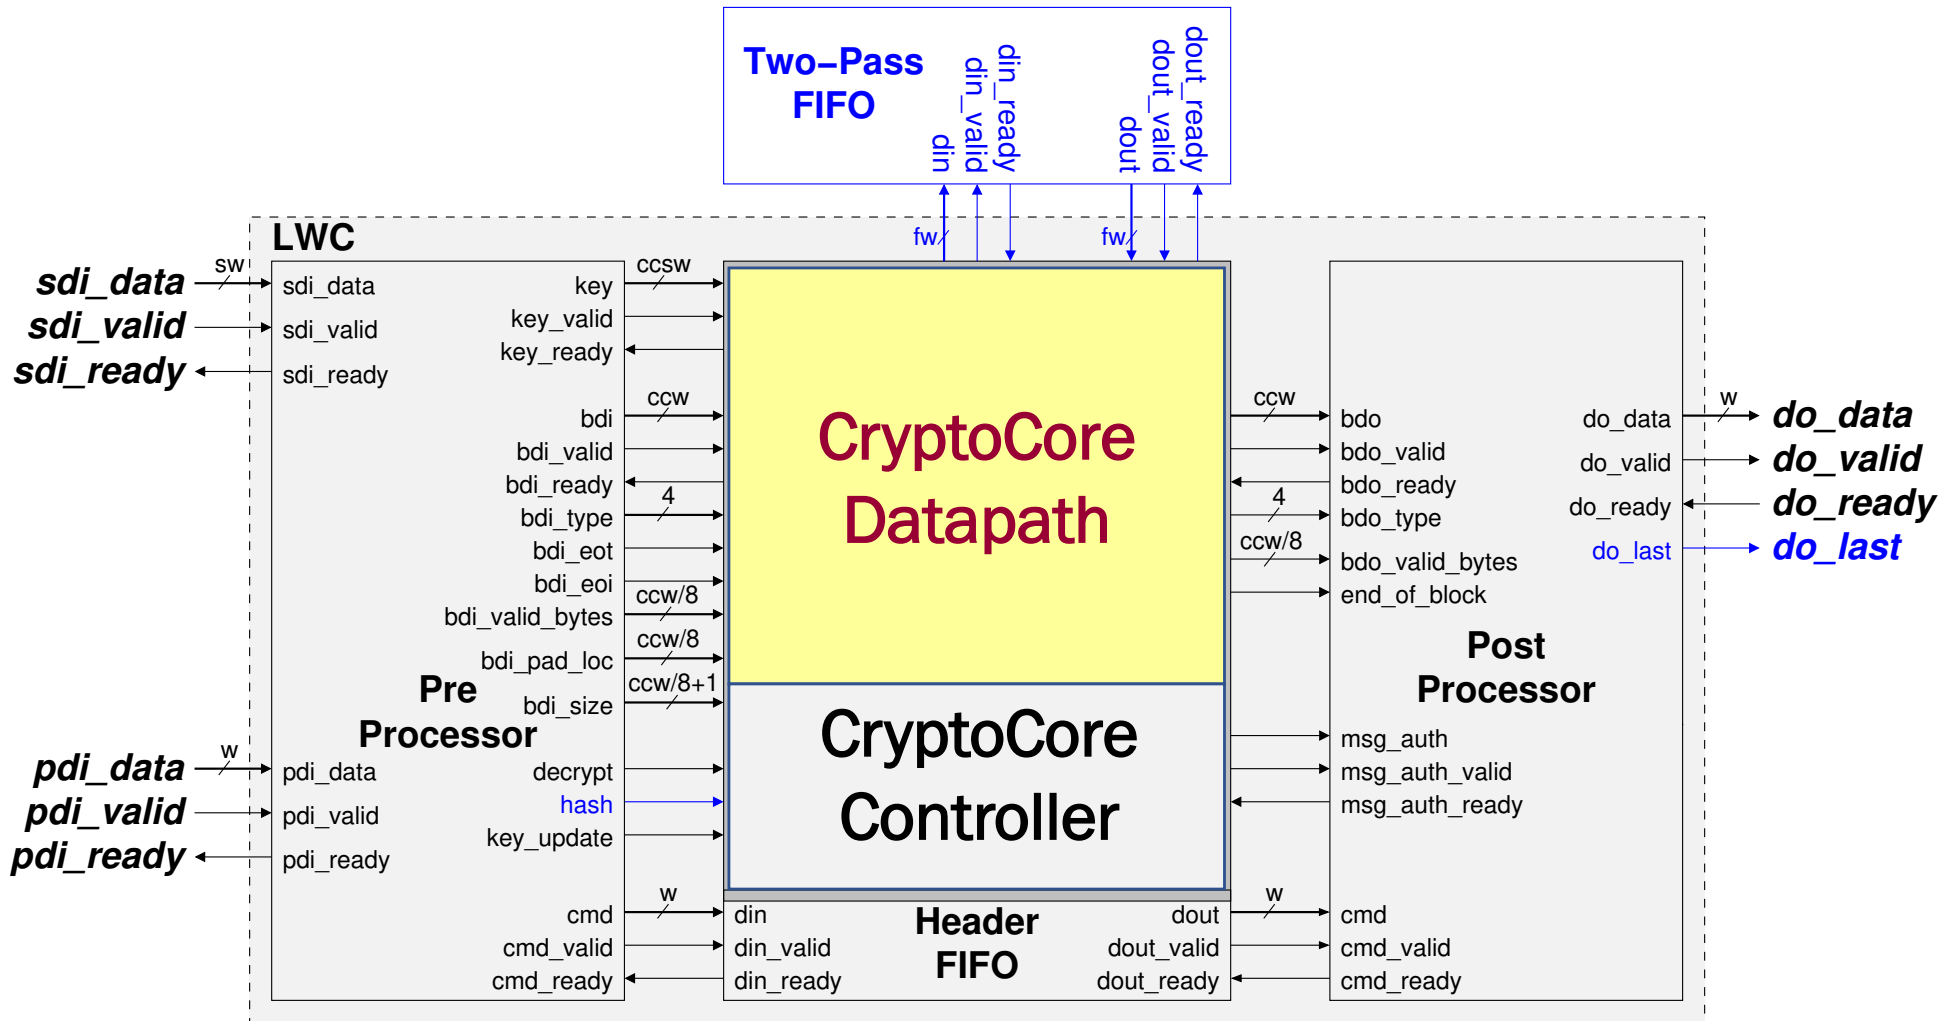 Two–Pass
FIFO
din
din_valid
din_ready
dout
dout_valid
dout_ready
fw
fw
LWC
sdi_data
sdi_valid
sdi_ready
sw
sdi_data
sdi_valid
sdi_ready
key
key_valid
key_ready
ccsw
bdi
bdi_valid
bdi_ready
bdi_type
bdi_eot
bdi_eoi
bdi_valid_bytes
bdi_pad_loc
bdi_size
ccw
4
ccw/8
ccw/8
ccw/8+1
Pre
Processor
pdi_data
pdi_valid
pdi_ready
w
pdi_data
pdi_valid
pdi_ready
decrypt
hash
key_update
cmd
cmd_valid
cmd_ready
w
CryptoCore
Datapath
CryptoCore
Controller
din
din_valid
din_ready
Header
FIFO
dout
dout_valid
dout_ready
w
ccw
4
ccw/8
bdo
bdo_valid
bdo_ready
bdo_type
bdo_valid_bytes
end_of_block
Post
Processor
msg_auth
msg_auth_valid
msg_auth_ready
cmd
cmd_valid
cmd_ready
do_data
do_valid
do_ready
do_last
w
do_data
do_valid
do_ready
do_last